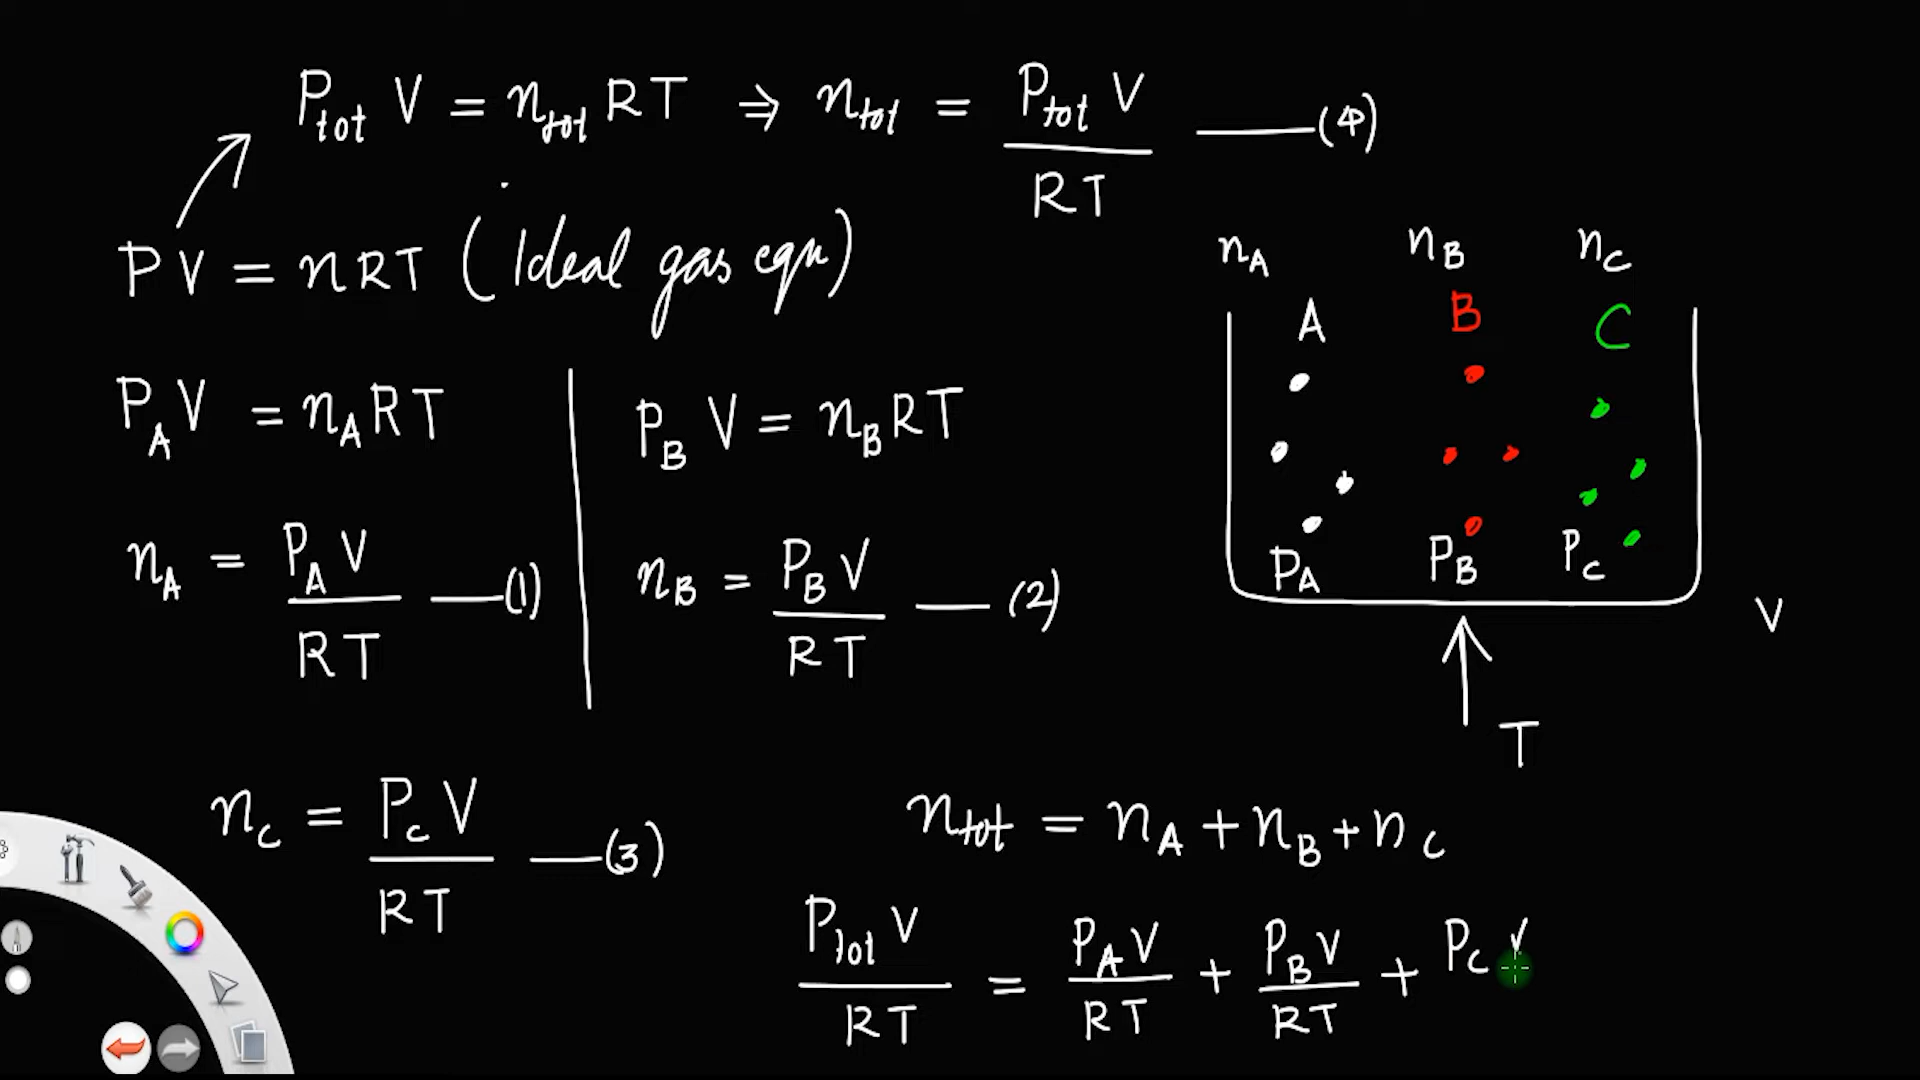 P_tot V = n_tot RT ⇒ n_tot = P_tot V / RT ——(4)
PV = nRT (Ideal gas equ)
P_A V = n_A RT
P_B V = n_B RT
n_A = P_A V / RT ——(1)
n_B = P_B V / RT ——(2)
n_C = P_C V / RT ——(3)
n_A n_B n_C
A B C
P_A P_B P_C
V
T
n_tot = n_A + n_B + n_C
P_tot V / RT = P_A V / RT + P_B V / RT + P_C V